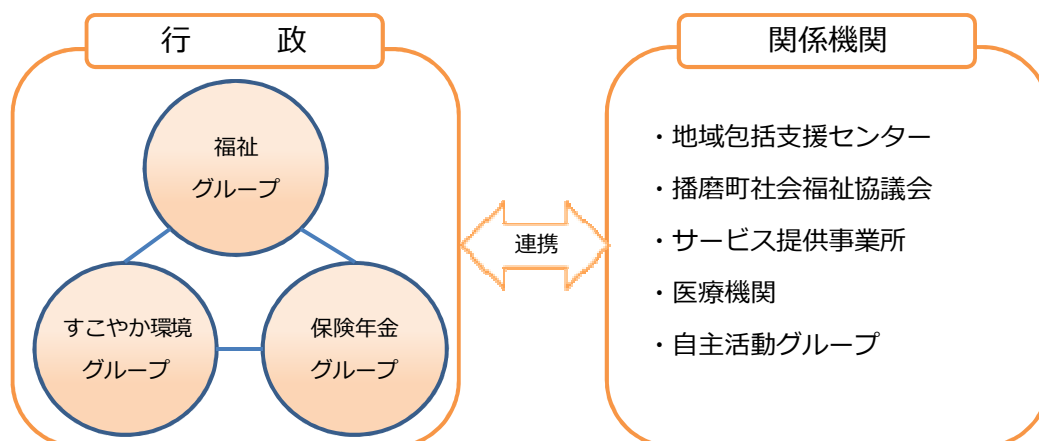 行　　政
福祉
グループ
すこやか環境
グループ
保険年金
グループ
連携
関係機関
・地域包括支援センター
・播磨町社会福祉協議会
・サービス提供事業所
・医療機関
・自主活動グループ